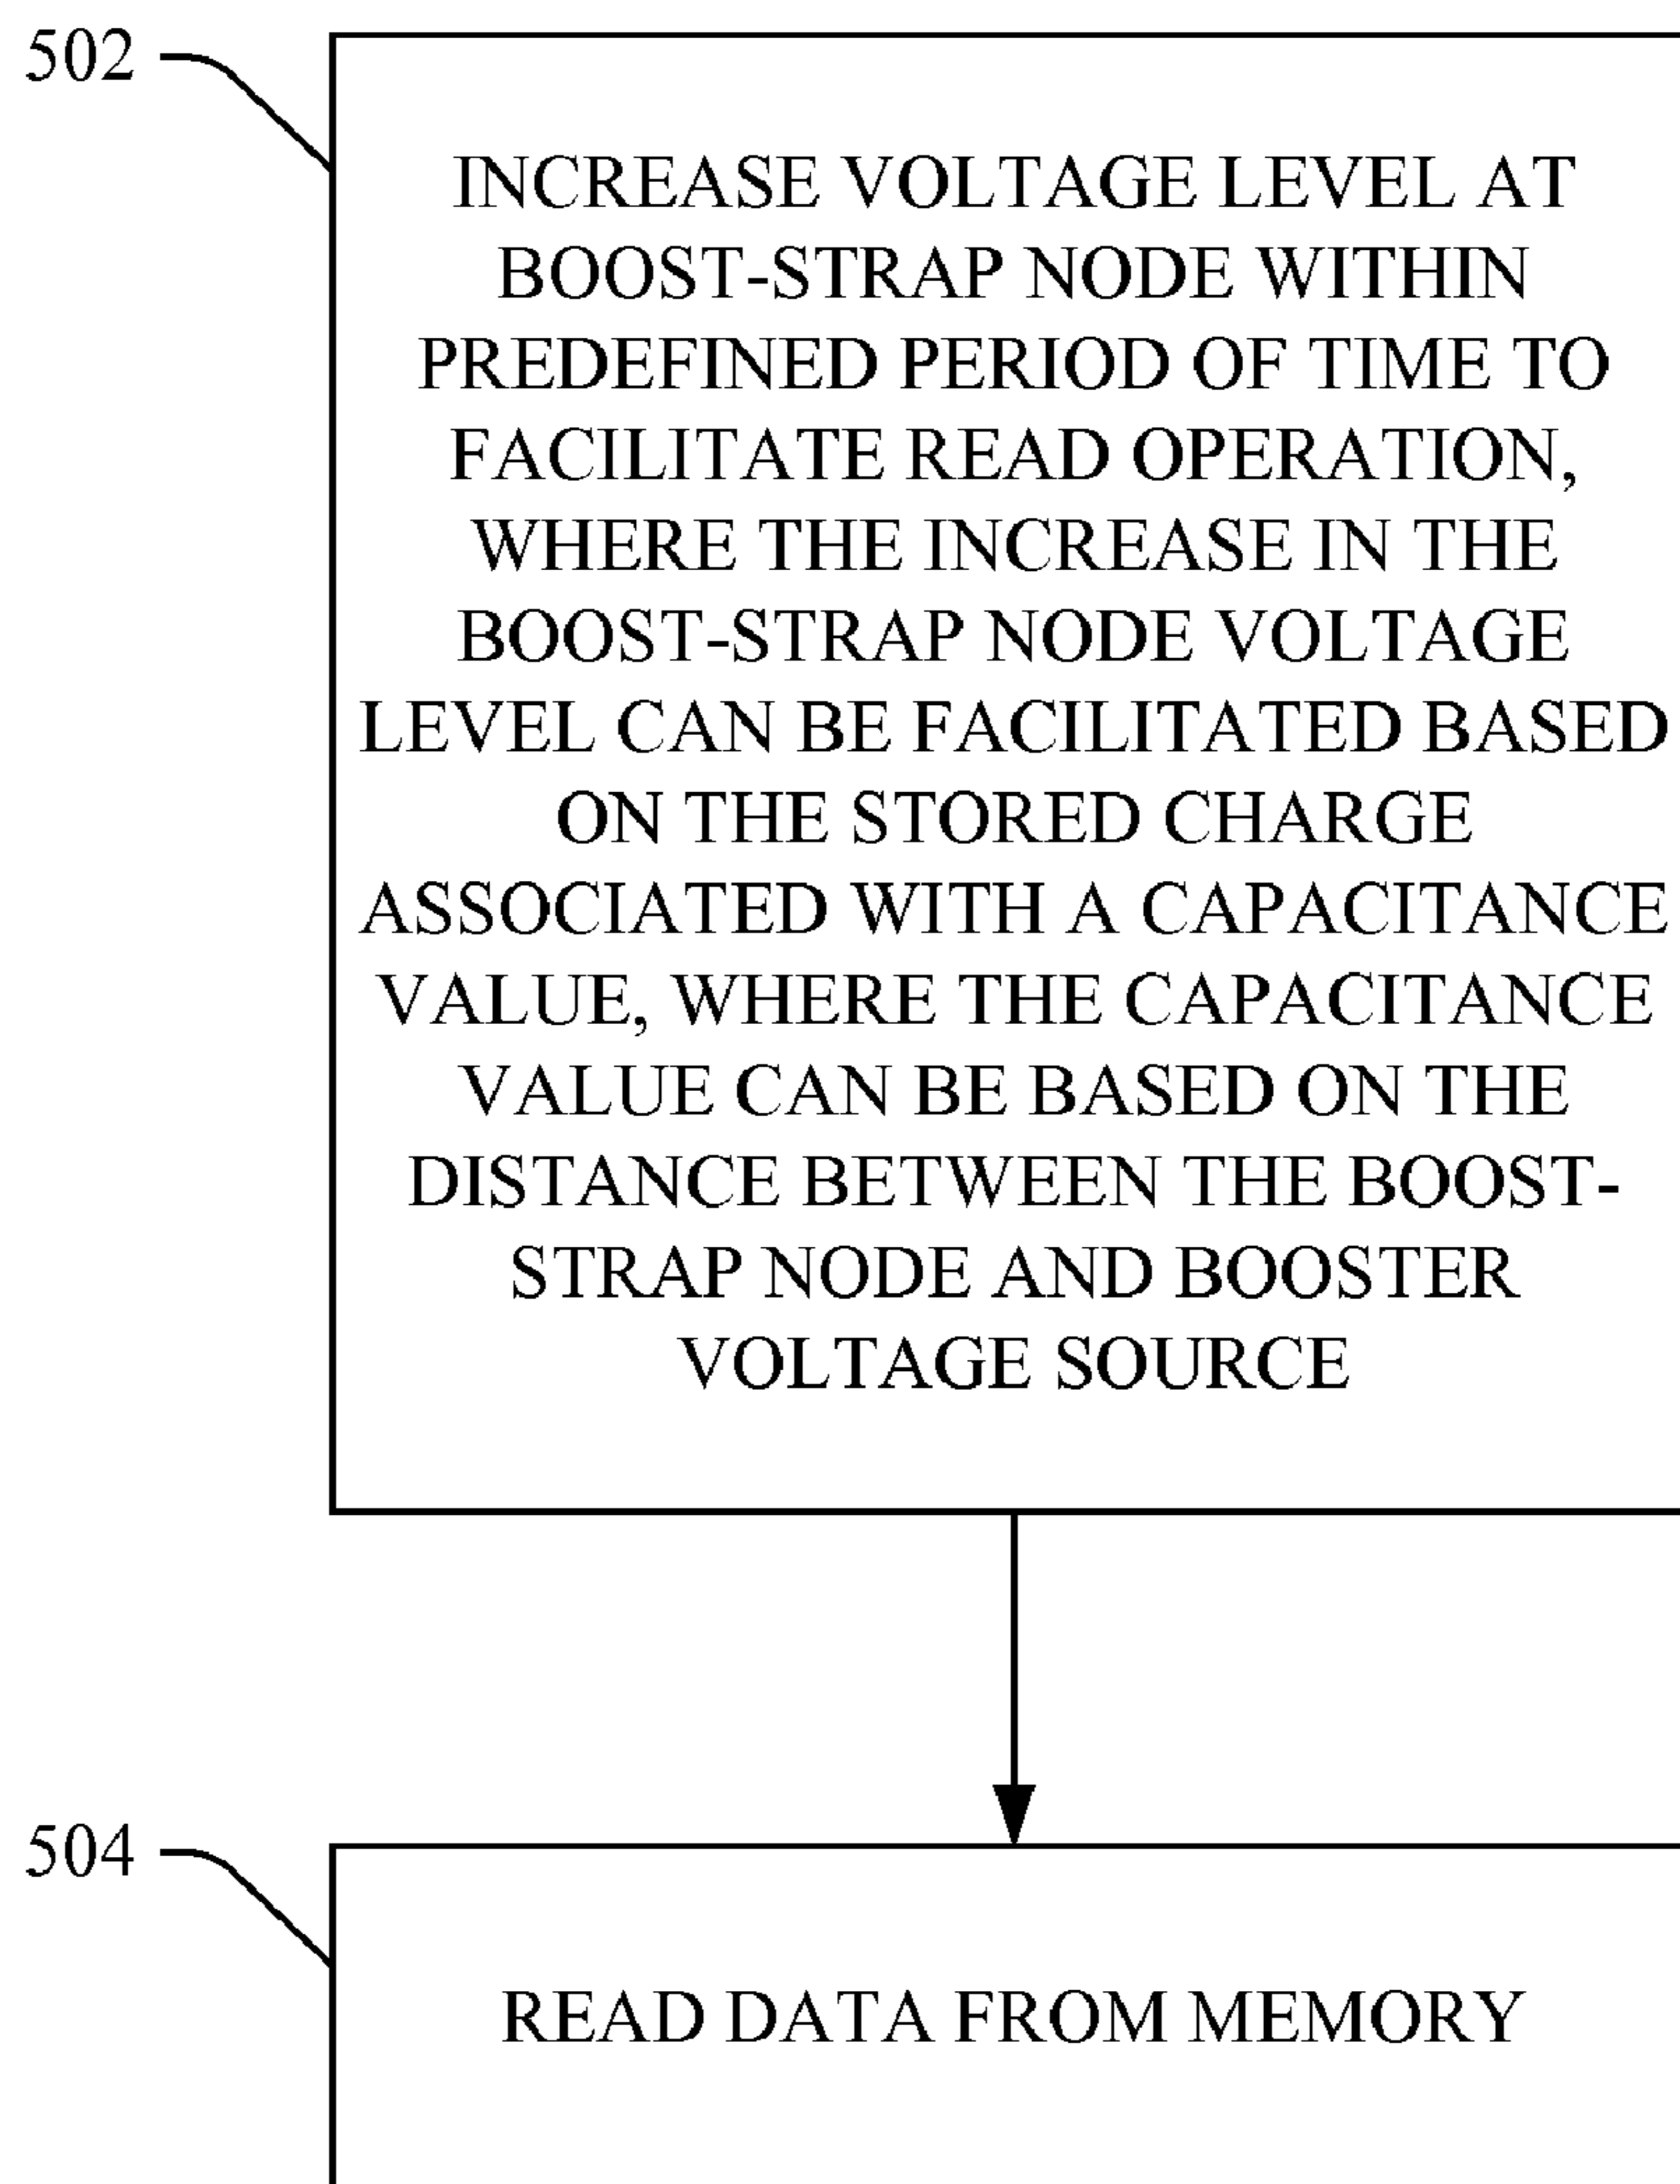 502
INCREASE VOLTAGE LEVEL AT
BOOST-STRAP NODE WITHIN
PREDEFINED PERIOD OF TIME TO
FACILITATE READ OPERATION,
WHERE THE INCREASE IN THE
BOOST-STRAP NODE VOLTAGE
LEVEL CAN BE FACILITATED BASED
ON THE STORED CHARGE
ASSOCIATED WITH A CAPACITANCE
VALUE, WHERE THE CAPACITANCE
VALUE CAN BE BASED ON THE
DISTANCE BETWEEN THE BOOST-
STRAP NODE AND BOOSTER
VOLTAGE SOURCE
504
READ DATA FROM MEMORY